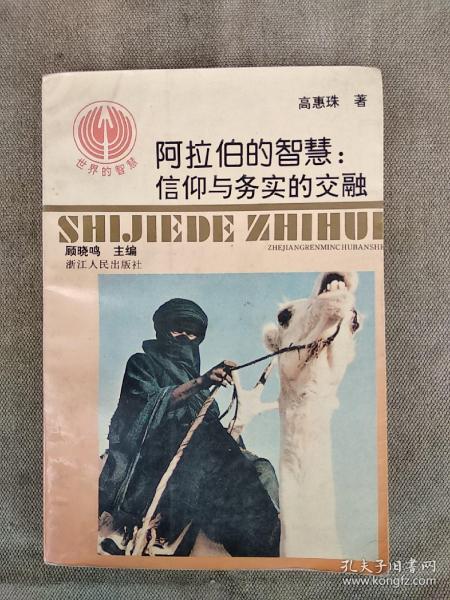 高惠珠 著
世界的智慧
阿拉伯的智慧：
信仰与务实的交融
SHIJIEDE ZHIHUI
ZHEJIANGRENMINCHUBANSHE
顾晓鸣 主编
浙江人民出版社
孔夫子旧书网
www.kongfz.com